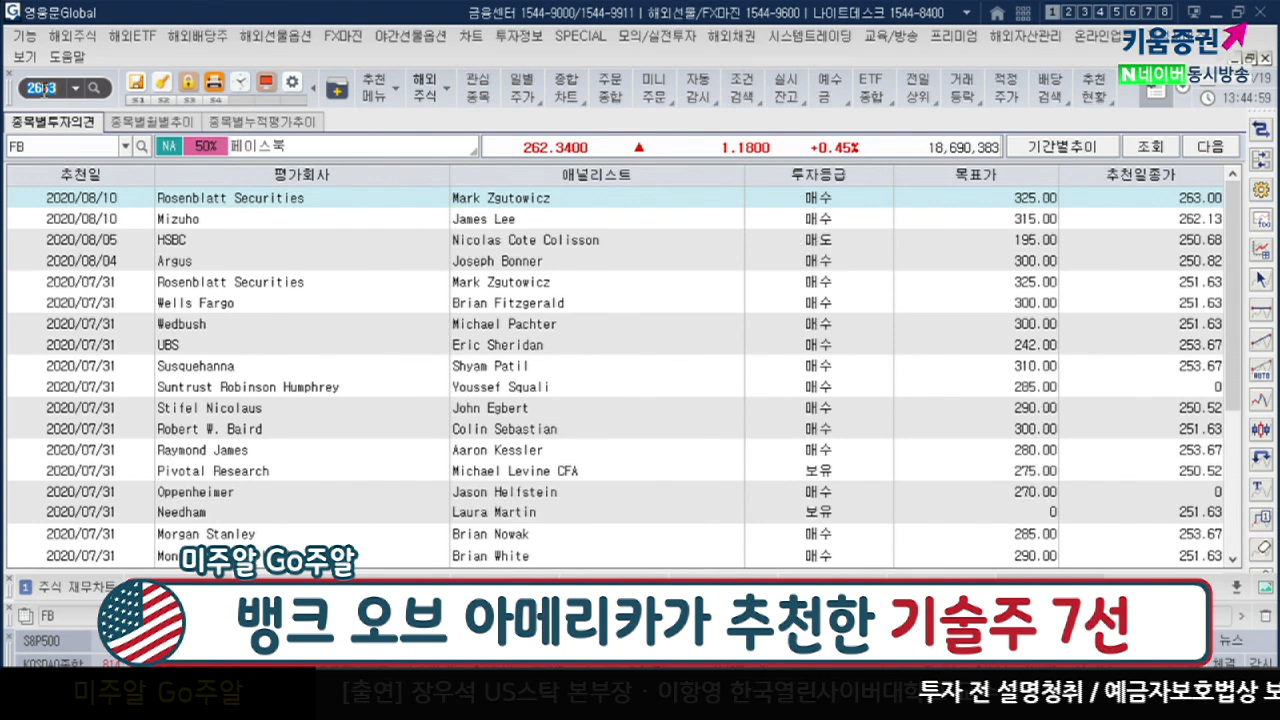 영웅문Global 금융센터 1544-9000/1544-9911 | 해외선물/FX마진 1544-9600 | 나이트데스크 1544-8400 1 2 3 4 5 6 7 8
기능 해외주식 해외ETF 해외배당주 해외선물옵션 FX마진 야간선물옵션 차트 투자정보 SPECIAL 모의/실전투자 해외채권 시스템트레이딩 교육/방송 프리미엄 해외자산관리 온라인업
보기 도움말
키움증권
N 네이버 동시방송
263 S1 S2 S3 S4 추천메뉴 해외주식 관심종목 일별주가 종합차트 주문종합 미니주문 자동감시 조건검색 실시잔고 예수금 ETF종합 전일상위 거래등락 적정주가 배당검색 추천현황 /19
13:44:59
종목별투자의견 종목별월별추이 종목별누적평가추이
FB NA 50% 페이스북 262.3400 ▲ 1.1800 +0.45% 18,690,383 기간별추이 조회 다음
추천일 평가회사 애널리스트 투자등급 목표가 추천일종가
2020/08/10 Rosenblatt Securities Mark Zgutowicz 매수 325.00 263.00
2020/08/10 Mizuho James Lee 매수 315.00 262.13
2020/08/05 HSBC Nicolas Cote Colisson 매도 195.00 250.68
2020/08/04 Argus Joseph Bonner 매수 300.00 250.82
2020/07/31 Rosenblatt Securities Mark Zgutowicz 매수 325.00 251.63
2020/07/31 Wells Fargo Brian Fitzgerald 매수 300.00 251.63
2020/07/31 Wedbush Michael Pachter 매수 300.00 251.63
2020/07/31 UBS Eric Sheridan 매수 242.00 253.67
2020/07/31 Susquehanna Shyam Patil 매수 310.00 253.67
2020/07/31 Suntrust Robinson Humphrey Youssef Squali 매수 285.00 0
2020/07/31 Stifel Nicolaus John Egbert 매수 290.00 250.52
2020/07/31 Robert W. Baird Colin Sebastian 매수 300.00 251.63
2020/07/31 Raymond James Aaron Kessler 매수 280.00 253.67
2020/07/31 Pivotal Research Michael Levine CFA 보유 275.00 250.52
2020/07/31 Oppenheimer Jason Helfstein 매수 270.00 0
2020/07/31 Needham Laura Martin 보유 0 251.63
2020/07/31 Morgan Stanley Brian Nowak 매수 285.00 253.67
2020/07/31 Brian White 매수 290.00 251.63
미주알 Go주알
1 주식 재무차트
뱅크 오브 아메리카가 추천한 기술주 7선
FB
S&P500 뉴스
814 체결 감시
미주알 Go주알 [출연] 장우석 US스탁 본부장 - 이항영 한국열린사이버대학 투자 전 설명청취 / 예금자보호법상 보